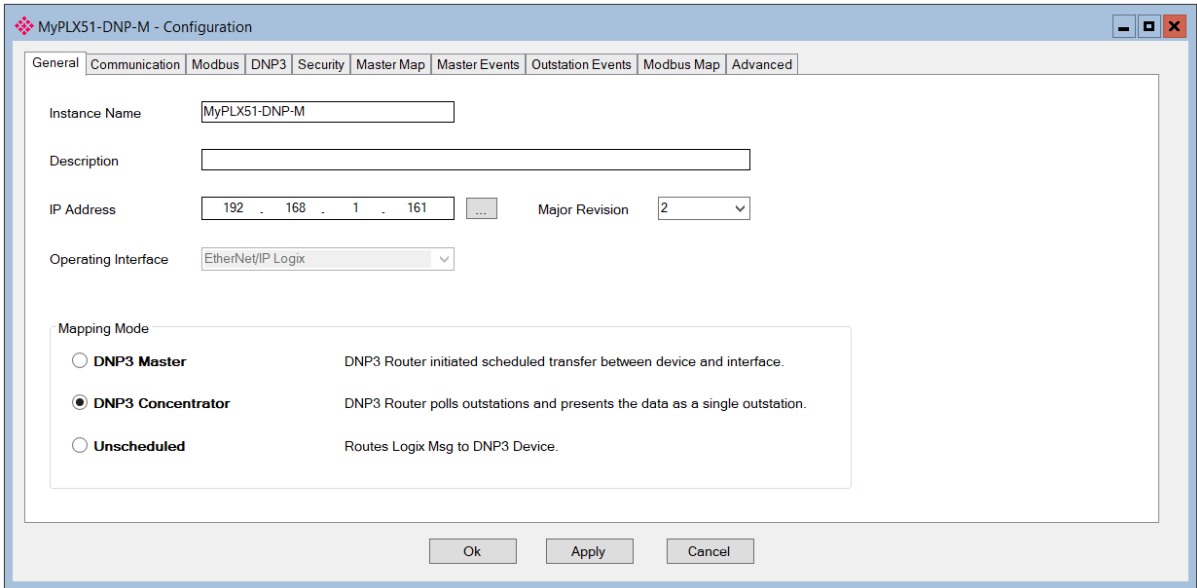 MyPLX51-DNP-M - Configuration
General Communication Modbus DNP3 Security Master Map Master Events Outstation Events Modbus Map Advanced
Instance Name MyPLX51-DNP-M
Description
IP Address 192 . 168 . 1 . 161 ... Major Revision 2
Operating Interface EtherNet/IP Logix
Mapping Mode
DNP3 Master DNP3 Router initiated scheduled transfer between device and interface.
DNP3 Concentrator DNP3 Router polls outstations and presents the data as a single outstation.
Unscheduled Routes Logix Msg to DNP3 Device.
Ok Apply Cancel